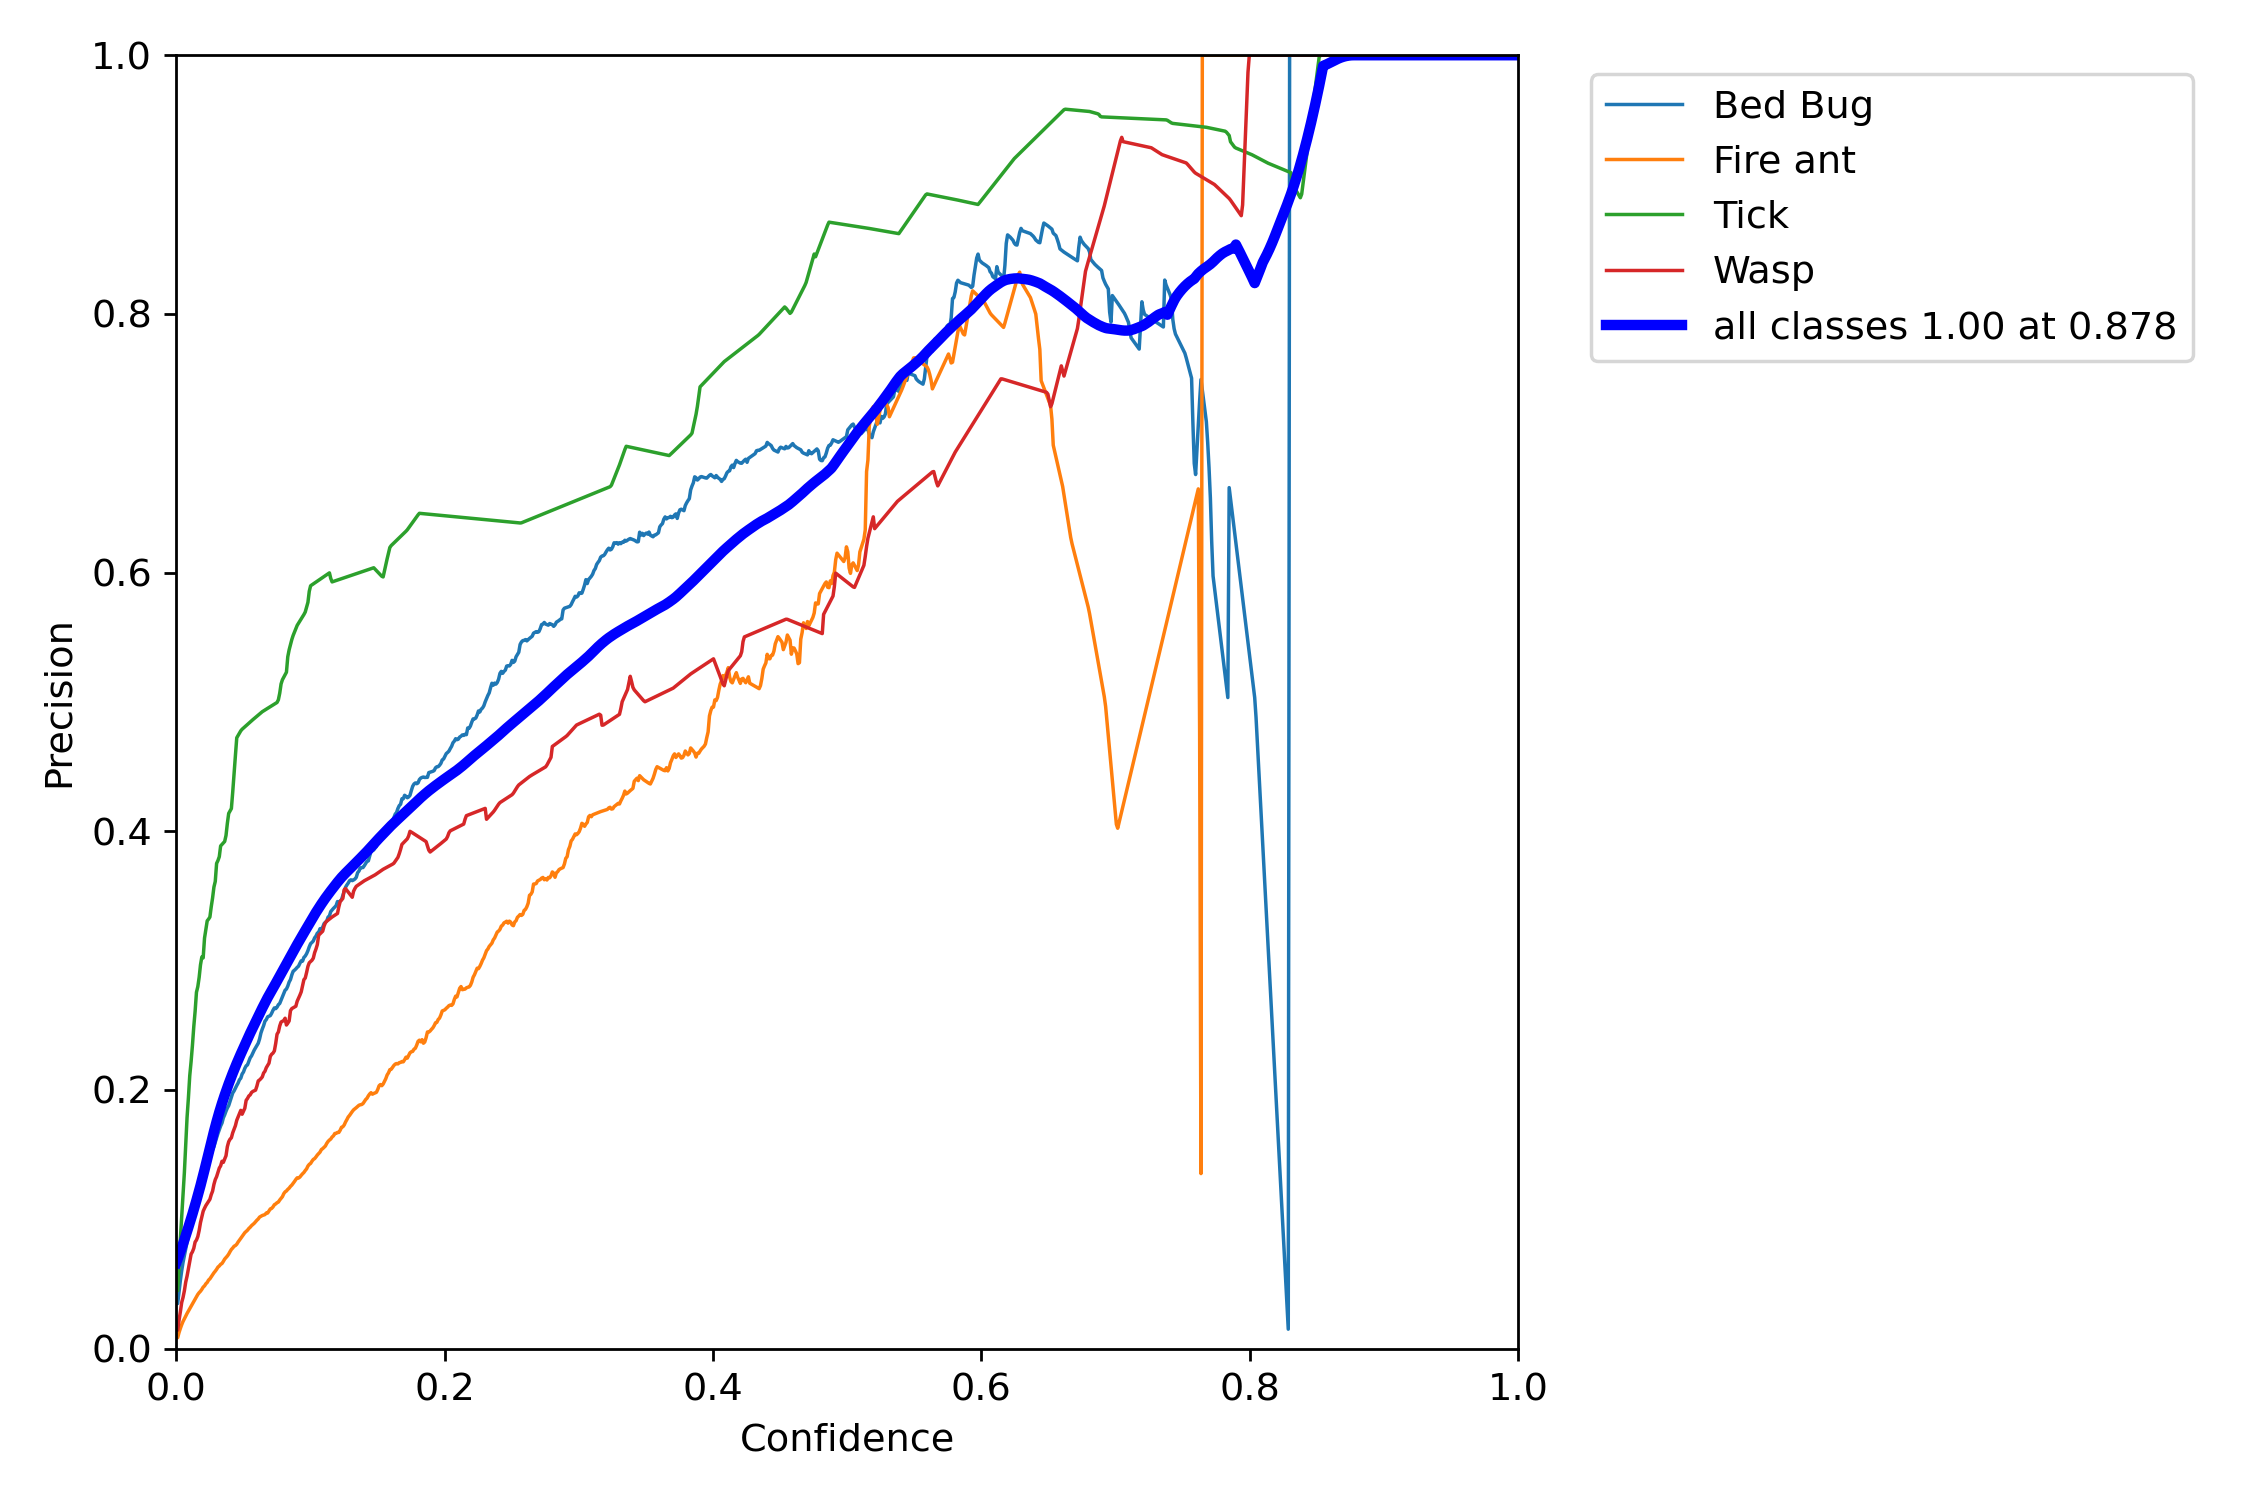 1.0
0.8
0.6
0.4
0.2
0.0
Precision
0.0 0.2 0.4 0.6 0.8 1.0
Confidence
Bed Bug
Fire ant
Tick
Wasp
all classes 1.00 at 0.878